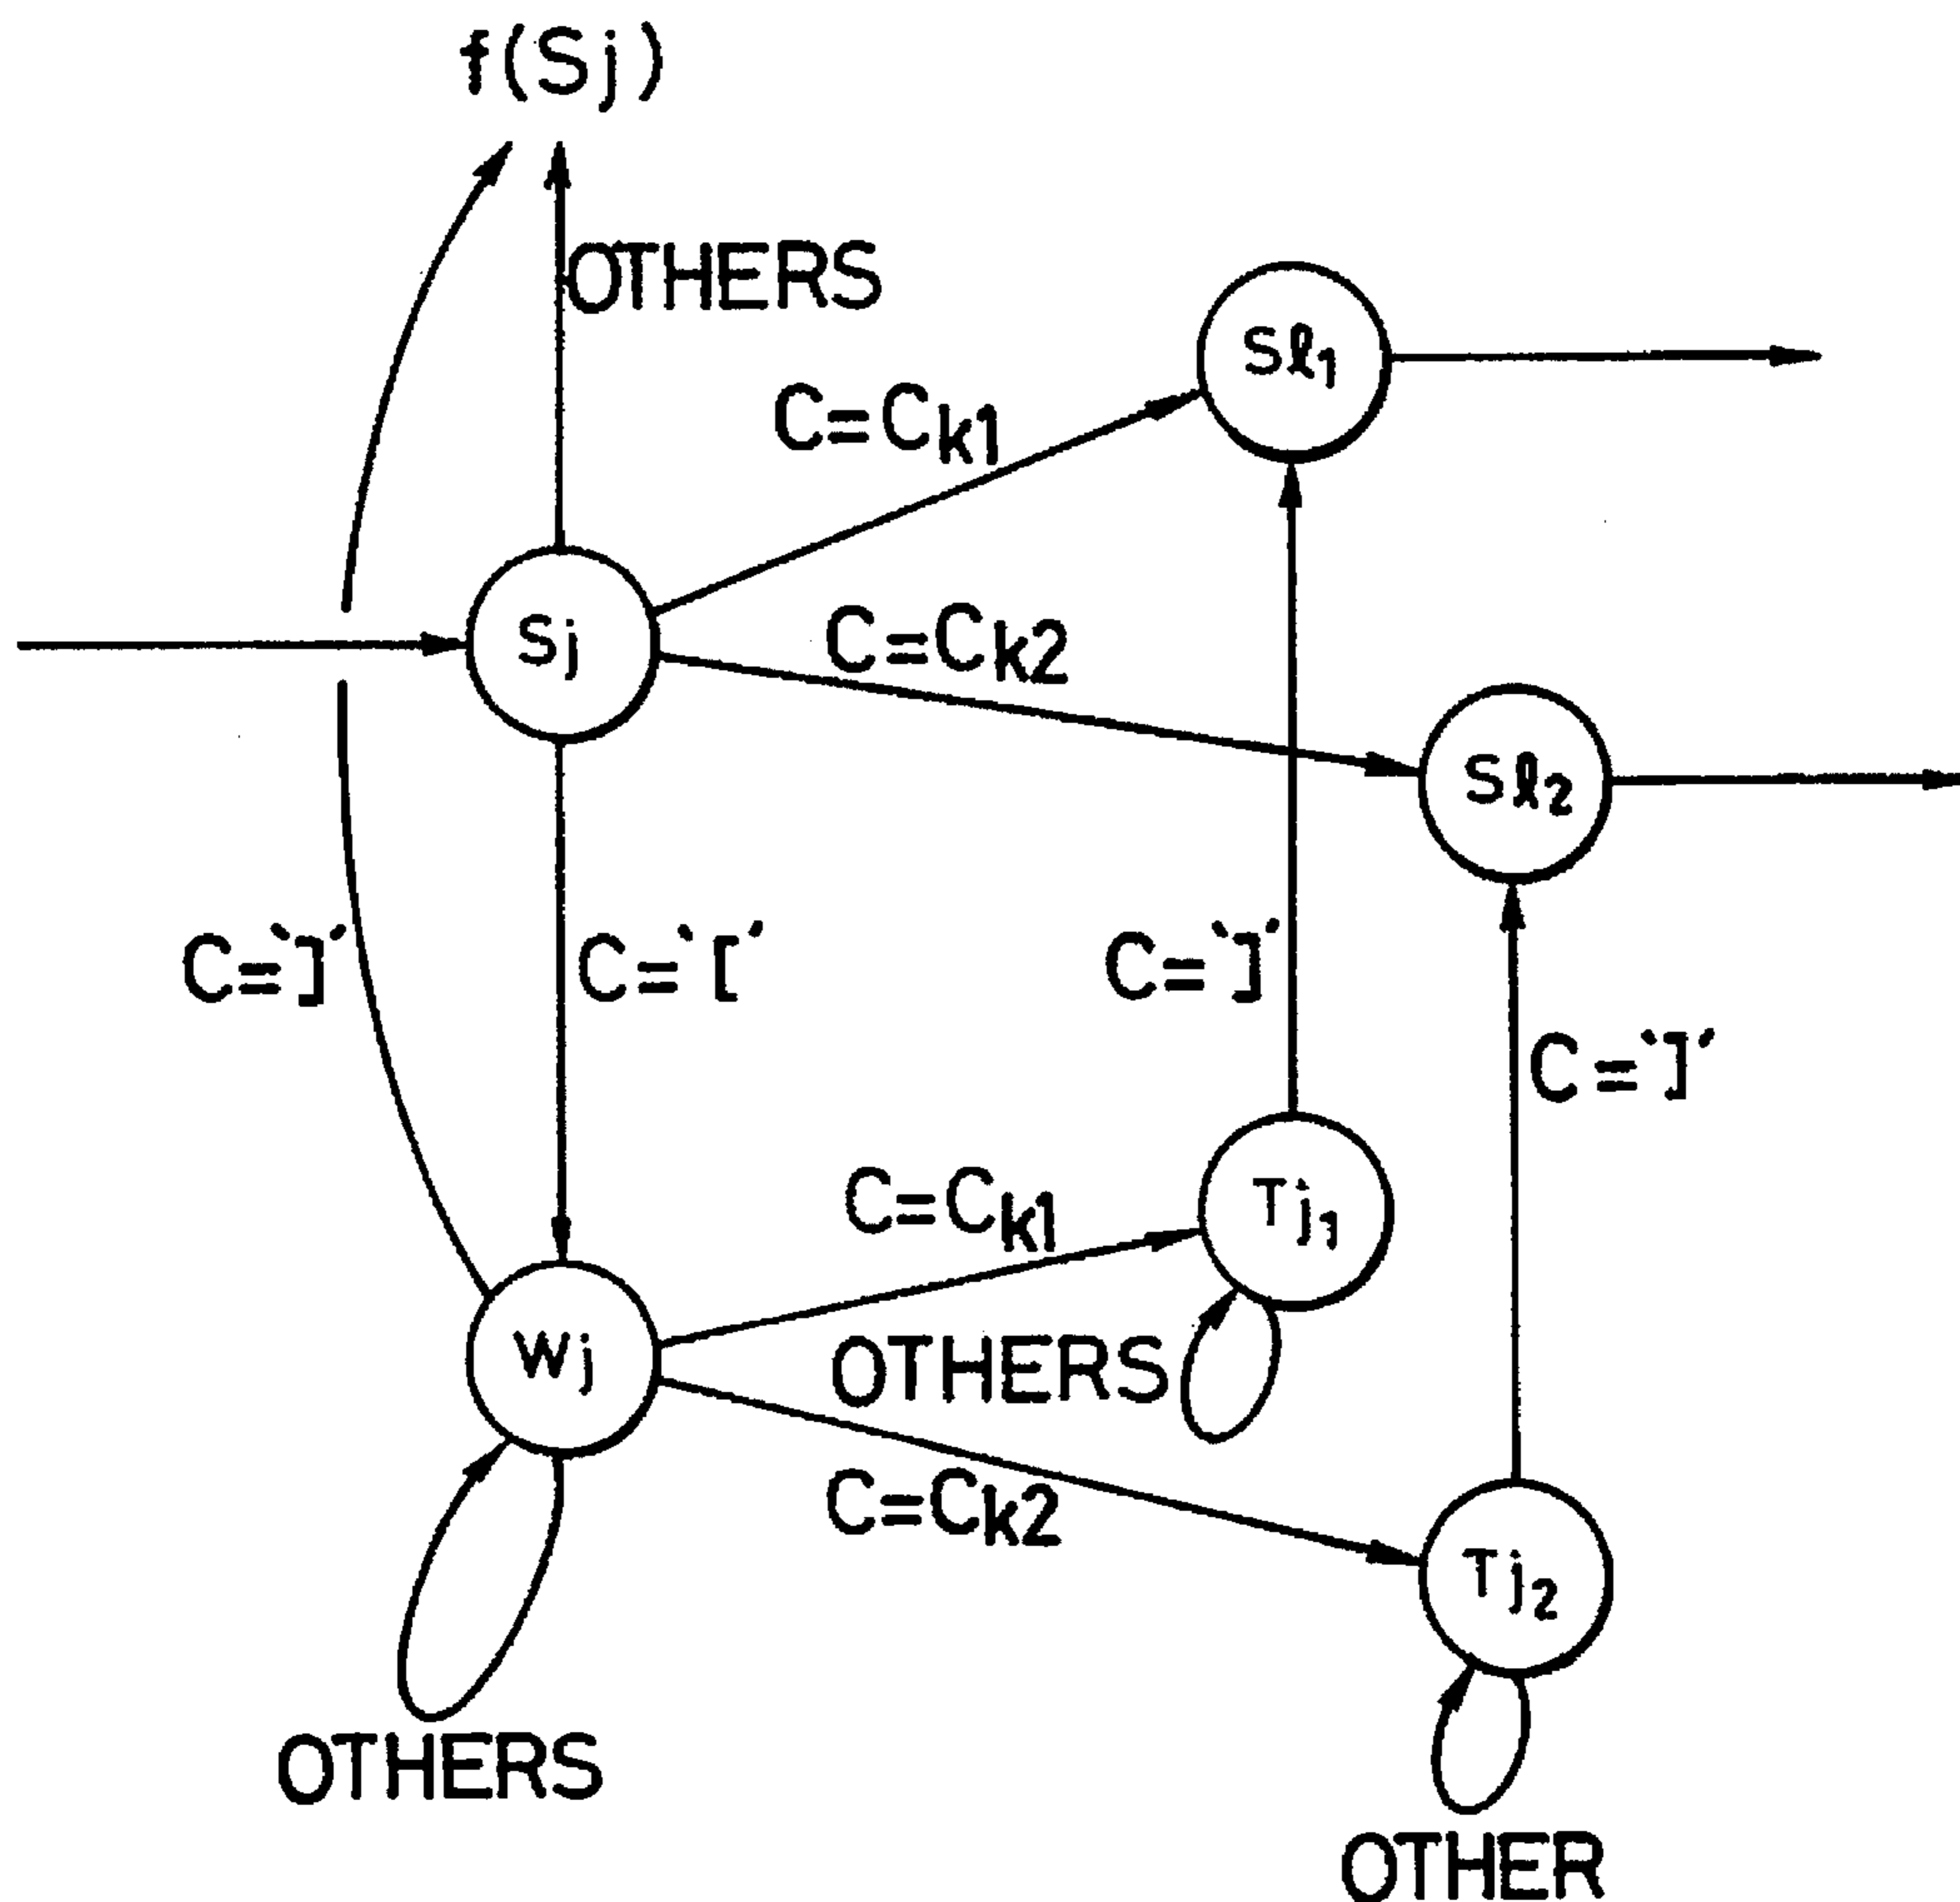 f(Sj)
OTHERS
Sℓ1
C=Ck1
Sj
C=Ck2
Sℓ2
C=`]´
C=`[´
C=`]´
C=`]´
C=Ck1
Tj1
Wj
OTHERS
C=Ck2
Tj2
OTHERS
OTHER